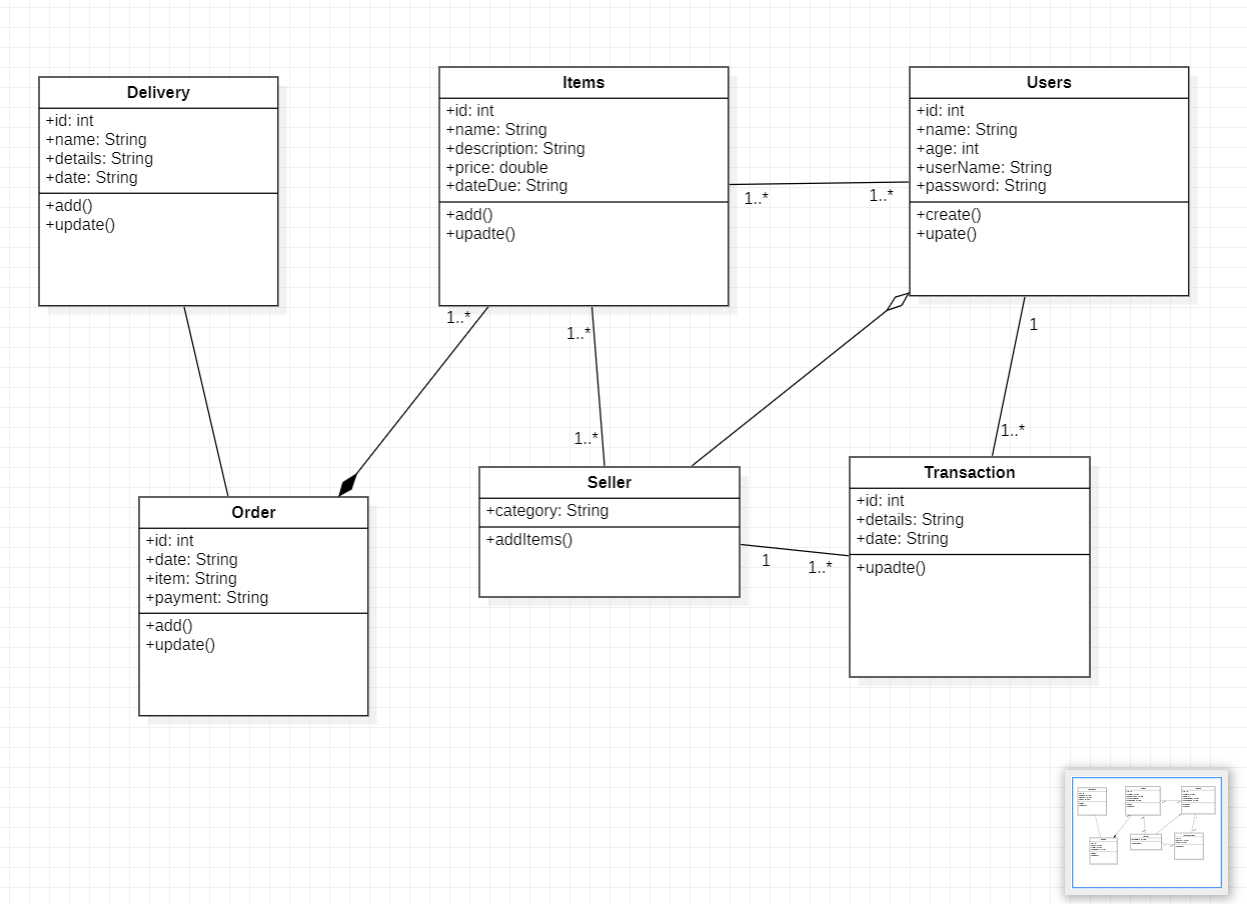 Delivery
+id: int
+name: String
+details: String
+date: String
+add()
+update()
Items
+id: int
+name: String
+description: String
+price: double
+dateDue: String
+add()
+upadte()
Users
+id: int
+name: String
+age: int
+userName: String
+password: String
+create()
+upate()
1..*
1..*
1..*
1..*
1..*
1
1..*
Order
+id: int
+date: String
+item: String
+payment: String
+add()
+update()
Seller
+category: String
+addItems()
1
1..*
Transaction
+id: int
+details: String
+date: String
+upadte()